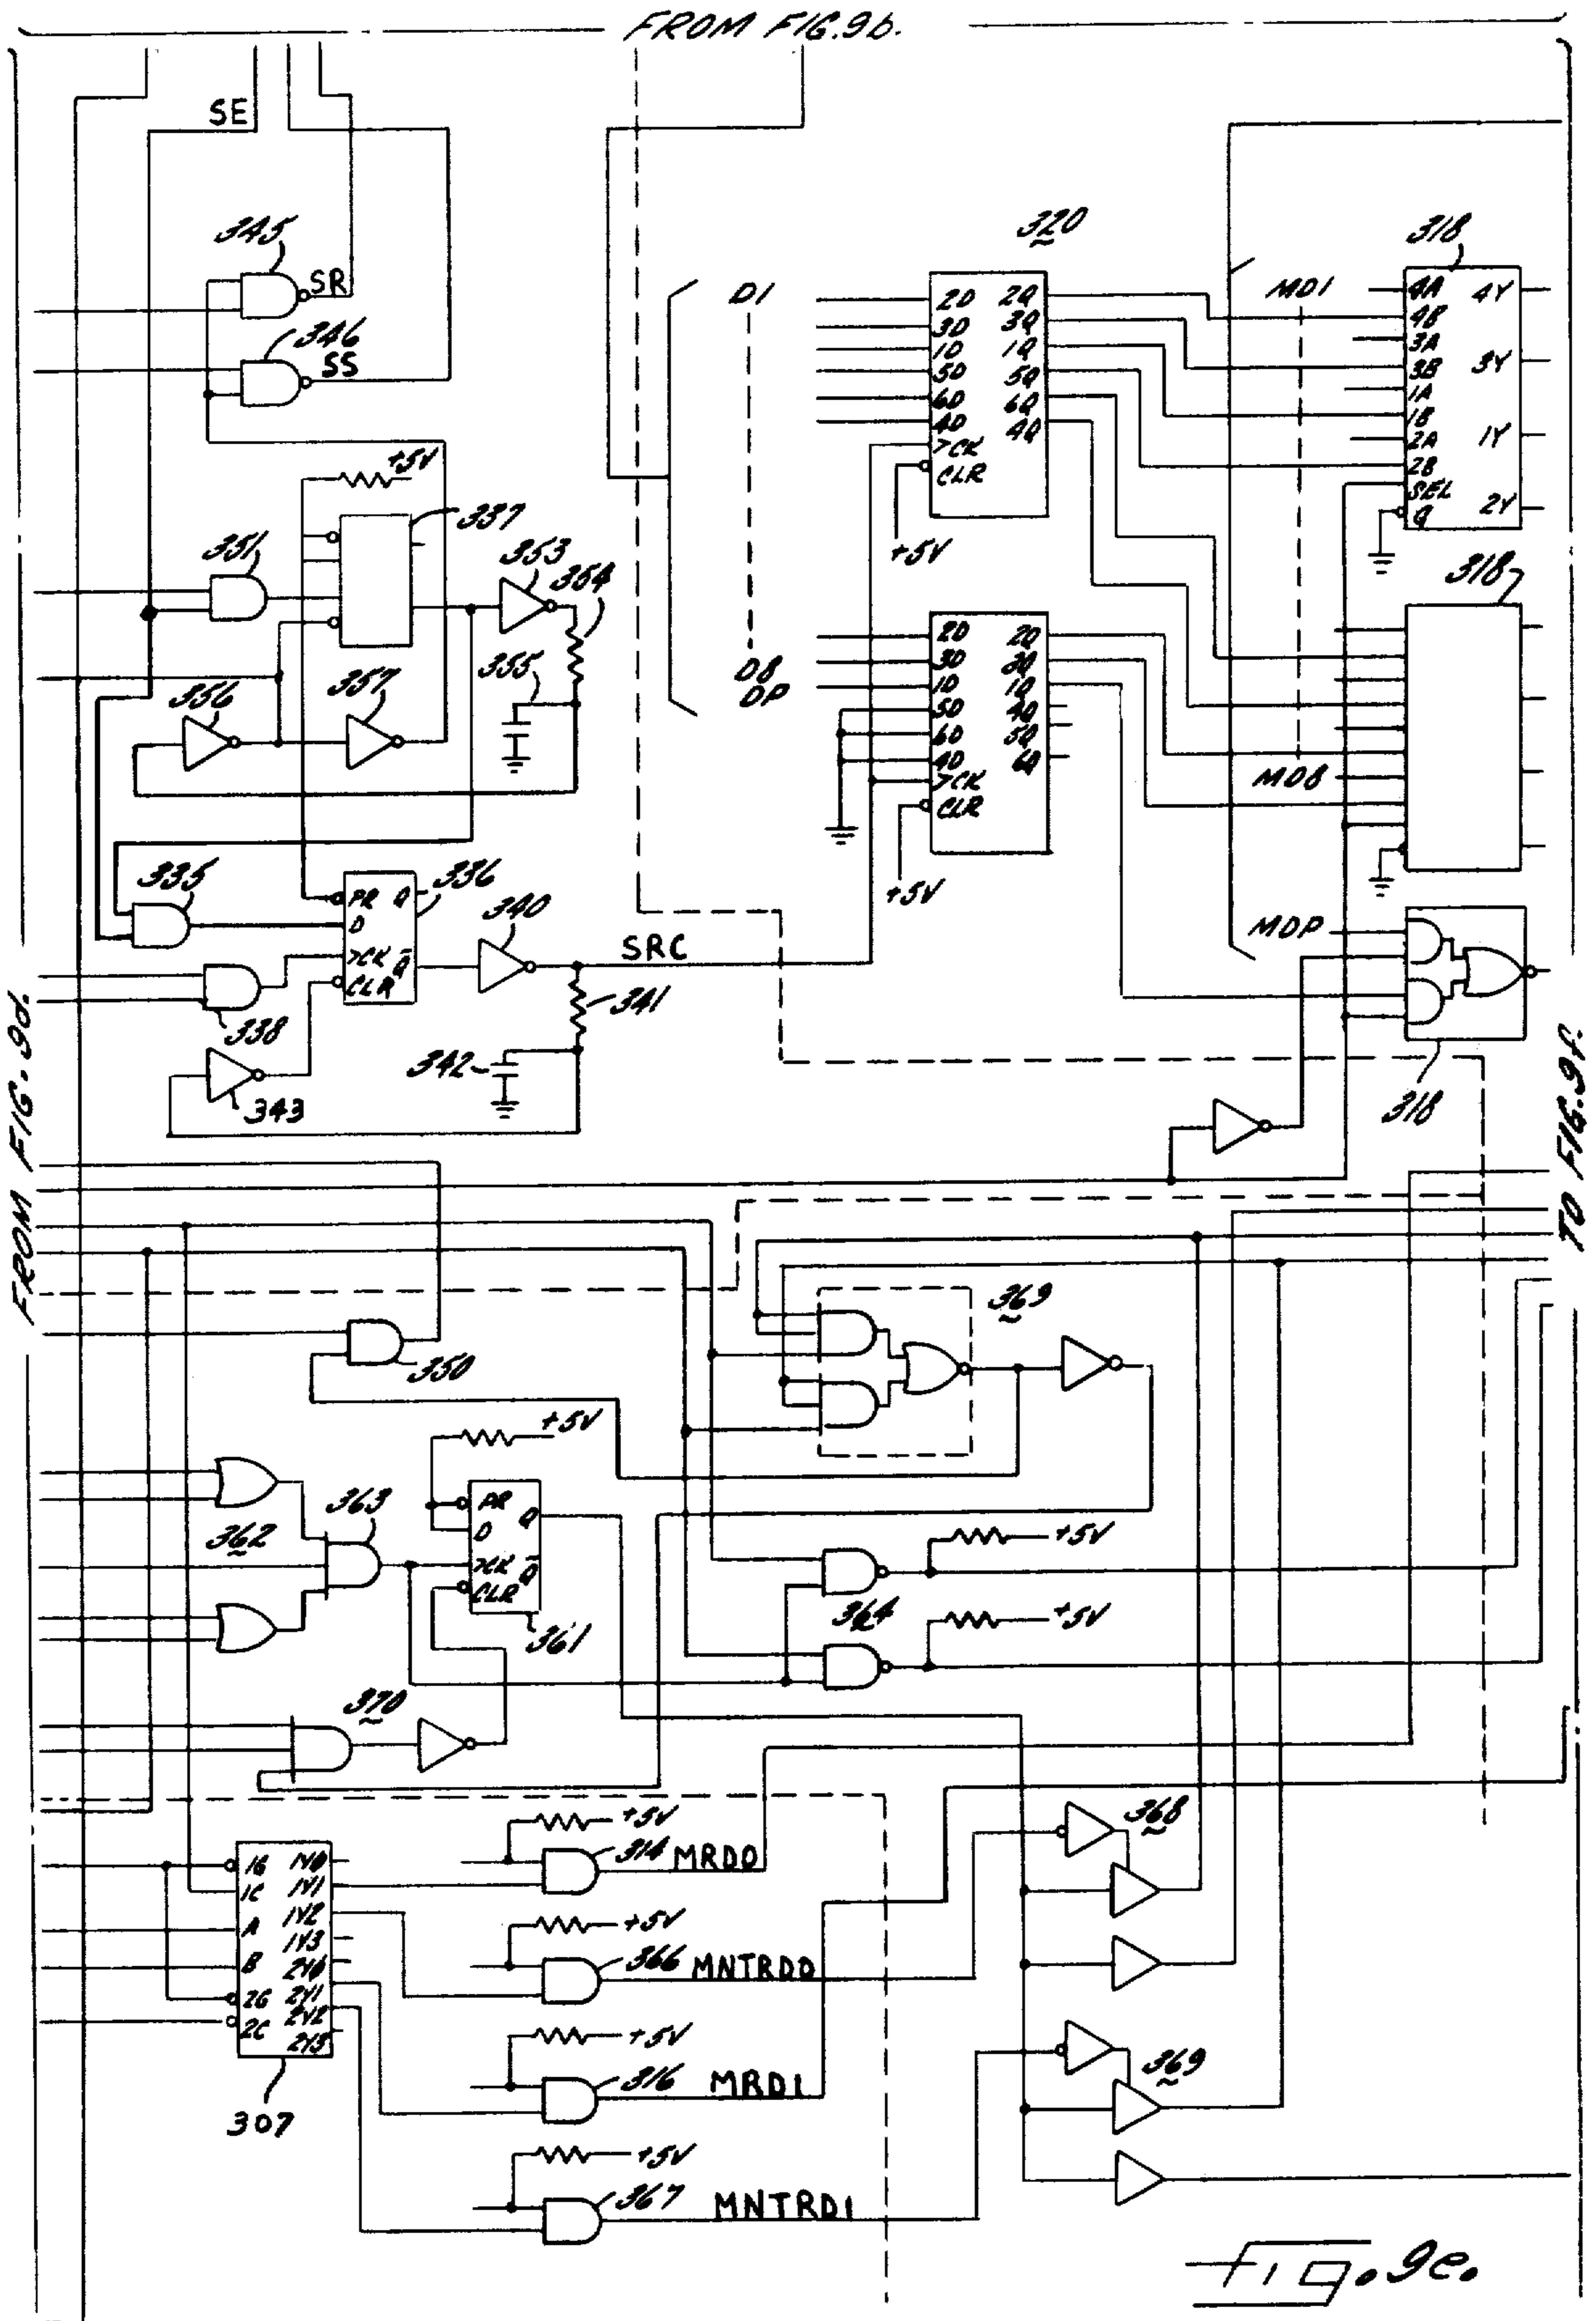 FROM FIG. 9b.
SE
345
SR
346
SS
320
318
D1
2D 2Q
3D 3Q
1D 1Q
5D 5Q
6D 6Q
4D 4Q
>CK
CLR
+5V
MD1
4A 4Y
4B
3A
3B 3Y
1A
1B
2A 1Y
2B
SEL
G 2Y
+5V
337
351
353
354
355
356
357
318
D8
DP
2D 2Q
3D 3Q
1D 1Q
5D 4Q
6D 5Q
4D 6Q
>CK
CLR
+5V
MD8
335
336
PR Q
D
>CK Q
CLR
340
SRC
338
341
342
343
MDP
318
FROM FIG. 9d.
TO FIG. 9f.
350
369
+5V
362
363
PR Q
D
>CK Q
CLR
361
+5V
364
+5V
370
368
1G 1Y0
1C 1Y1
A 1Y2
1Y3
B 2Y0
2G 2Y1
2C 2Y2
2Y3
307
+5V
314 MRD0
+5V
366 MNTRD0
+5V
316 MRD1
369
+5V
367 MNTRD1
Fig. 9e.